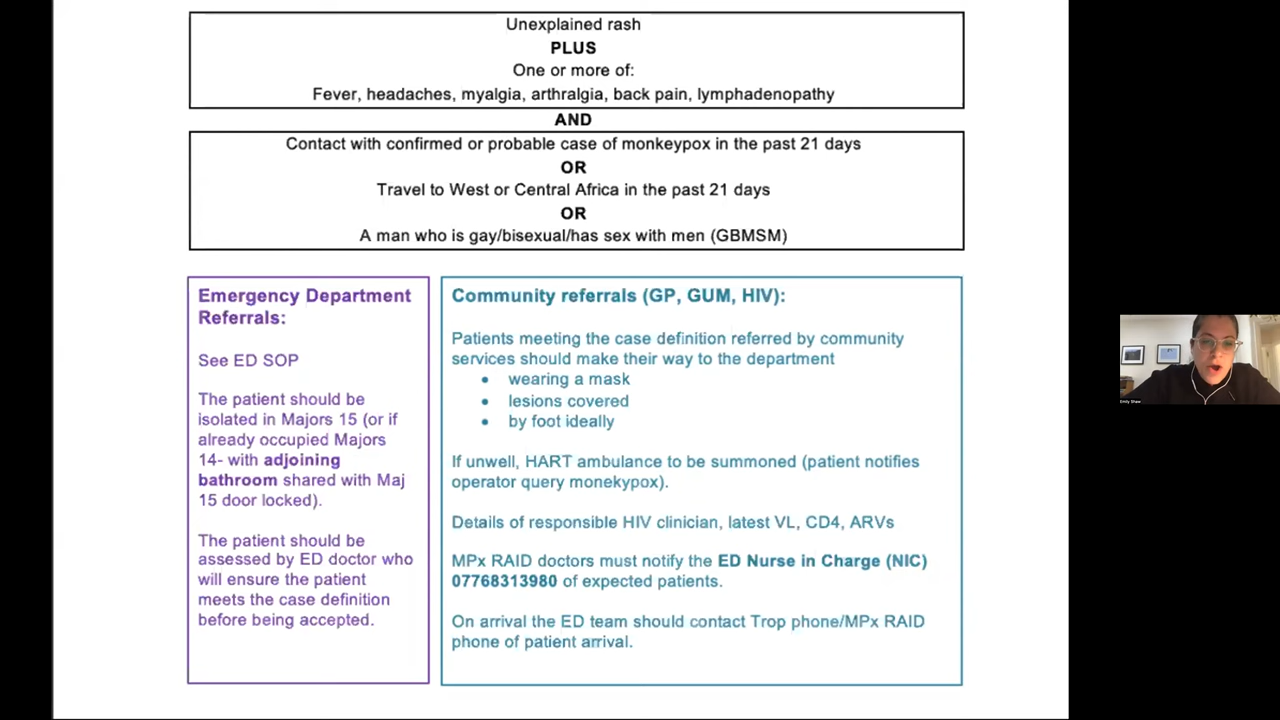 Unexplained rash
PLUS
One or more of:
Fever, headaches, myalgia, arthralgia, back pain, lymphadenopathy
AND
Contact with confirmed or probable case of monkeypox in the past 21 days
OR
Travel to West or Central Africa in the past 21 days
OR
A man who is gay/bisexual/has sex with men (GBMSM)
Emergency Department
Referrals:
See ED SOP
The patient should be
isolated in Majors 15 (or if
already occupied Majors
14- with adjoining
bathroom shared with Maj
15 door locked).
The patient should be
assessed by ED doctor who
will ensure the patient
meets the case definition
before being accepted.
Community referrals (GP, GUM, HIV):
Patients meeting the case definition referred by community
services should make their way to the department
• wearing a mask
• lesions covered
• by foot ideally
If unwell, HART ambulance to be summoned (patient notifies
operator query monekypox).
Details of responsible HIV clinician, latest VL, CD4, ARVs
MPx RAID doctors must notify the ED Nurse in Charge (NIC)
07768313980 of expected patients.
On arrival the ED team should contact Trop phone/MPx RAID
phone of patient arrival.
Emily Shaw